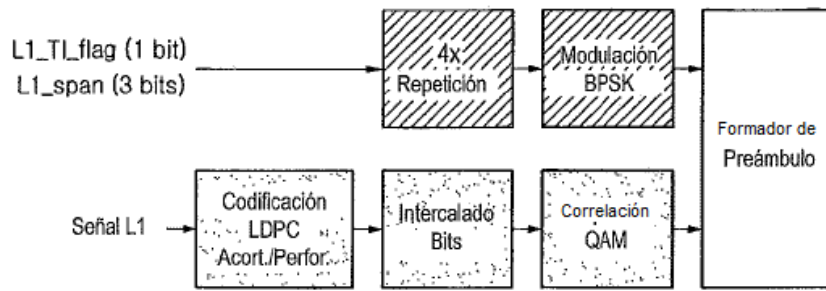 L1_TI_flag (1 bit)
L1_span (3 bits)
4x
Repetición
Modulación
BPSK
Formador de
Preámbulo
Señál L1
Codificación
LDPC
Acort./Perfor.
Intercalado
Bits
Correlación
QAM